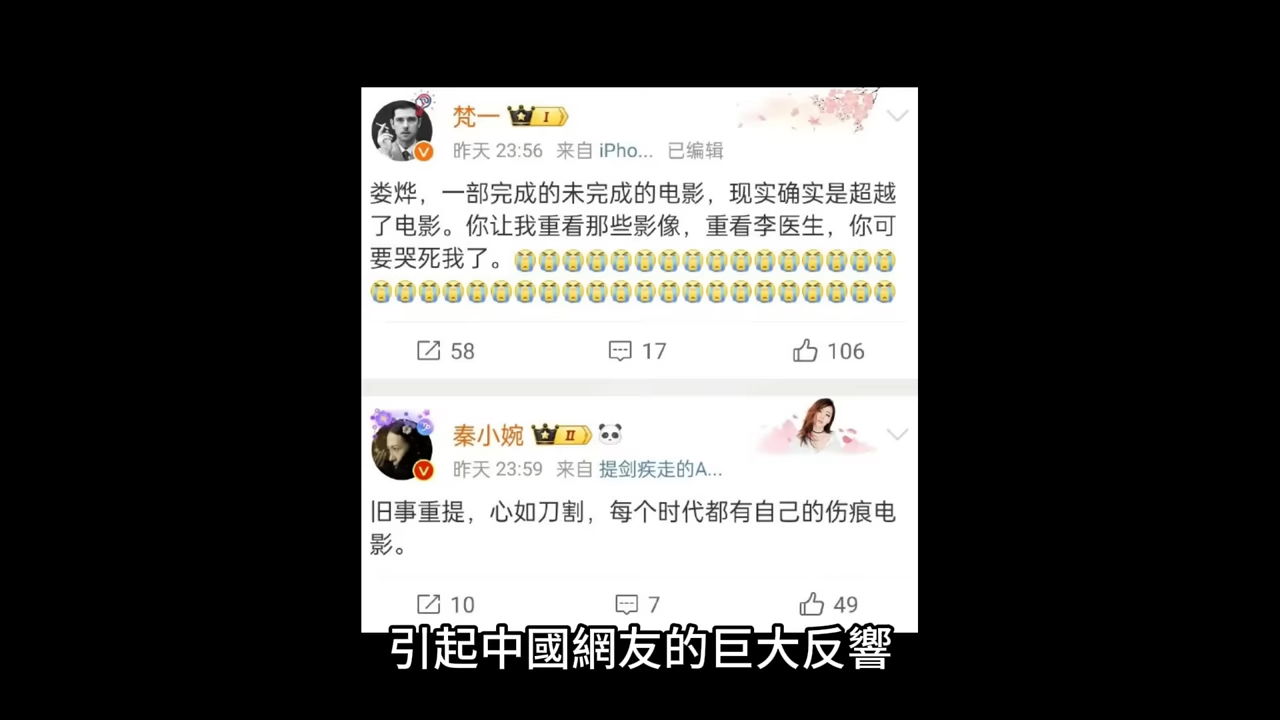 梵一 I
昨天 23:56 来自 iPho... 已编辑
娄烨，一部完成的未完成的电影，现实确实是超越
了电影。你让我重看那些影像，重看李医生，你可
要哭死我了。😭😭😭😭😭😭😭😭😭😭😭😭😭😭😭😭
😭😭😭😭😭😭😭😭😭😭😭😭😭😭😭😭😭😭😭😭😭😭
58 17 106
秦小婉 II 🐼
昨天 23:59 来自 提剑疾走的A...
旧事重提，心如刀割，每个时代都有自己的伤痕电
影。
10 7 49
引起中國網友的巨大反響